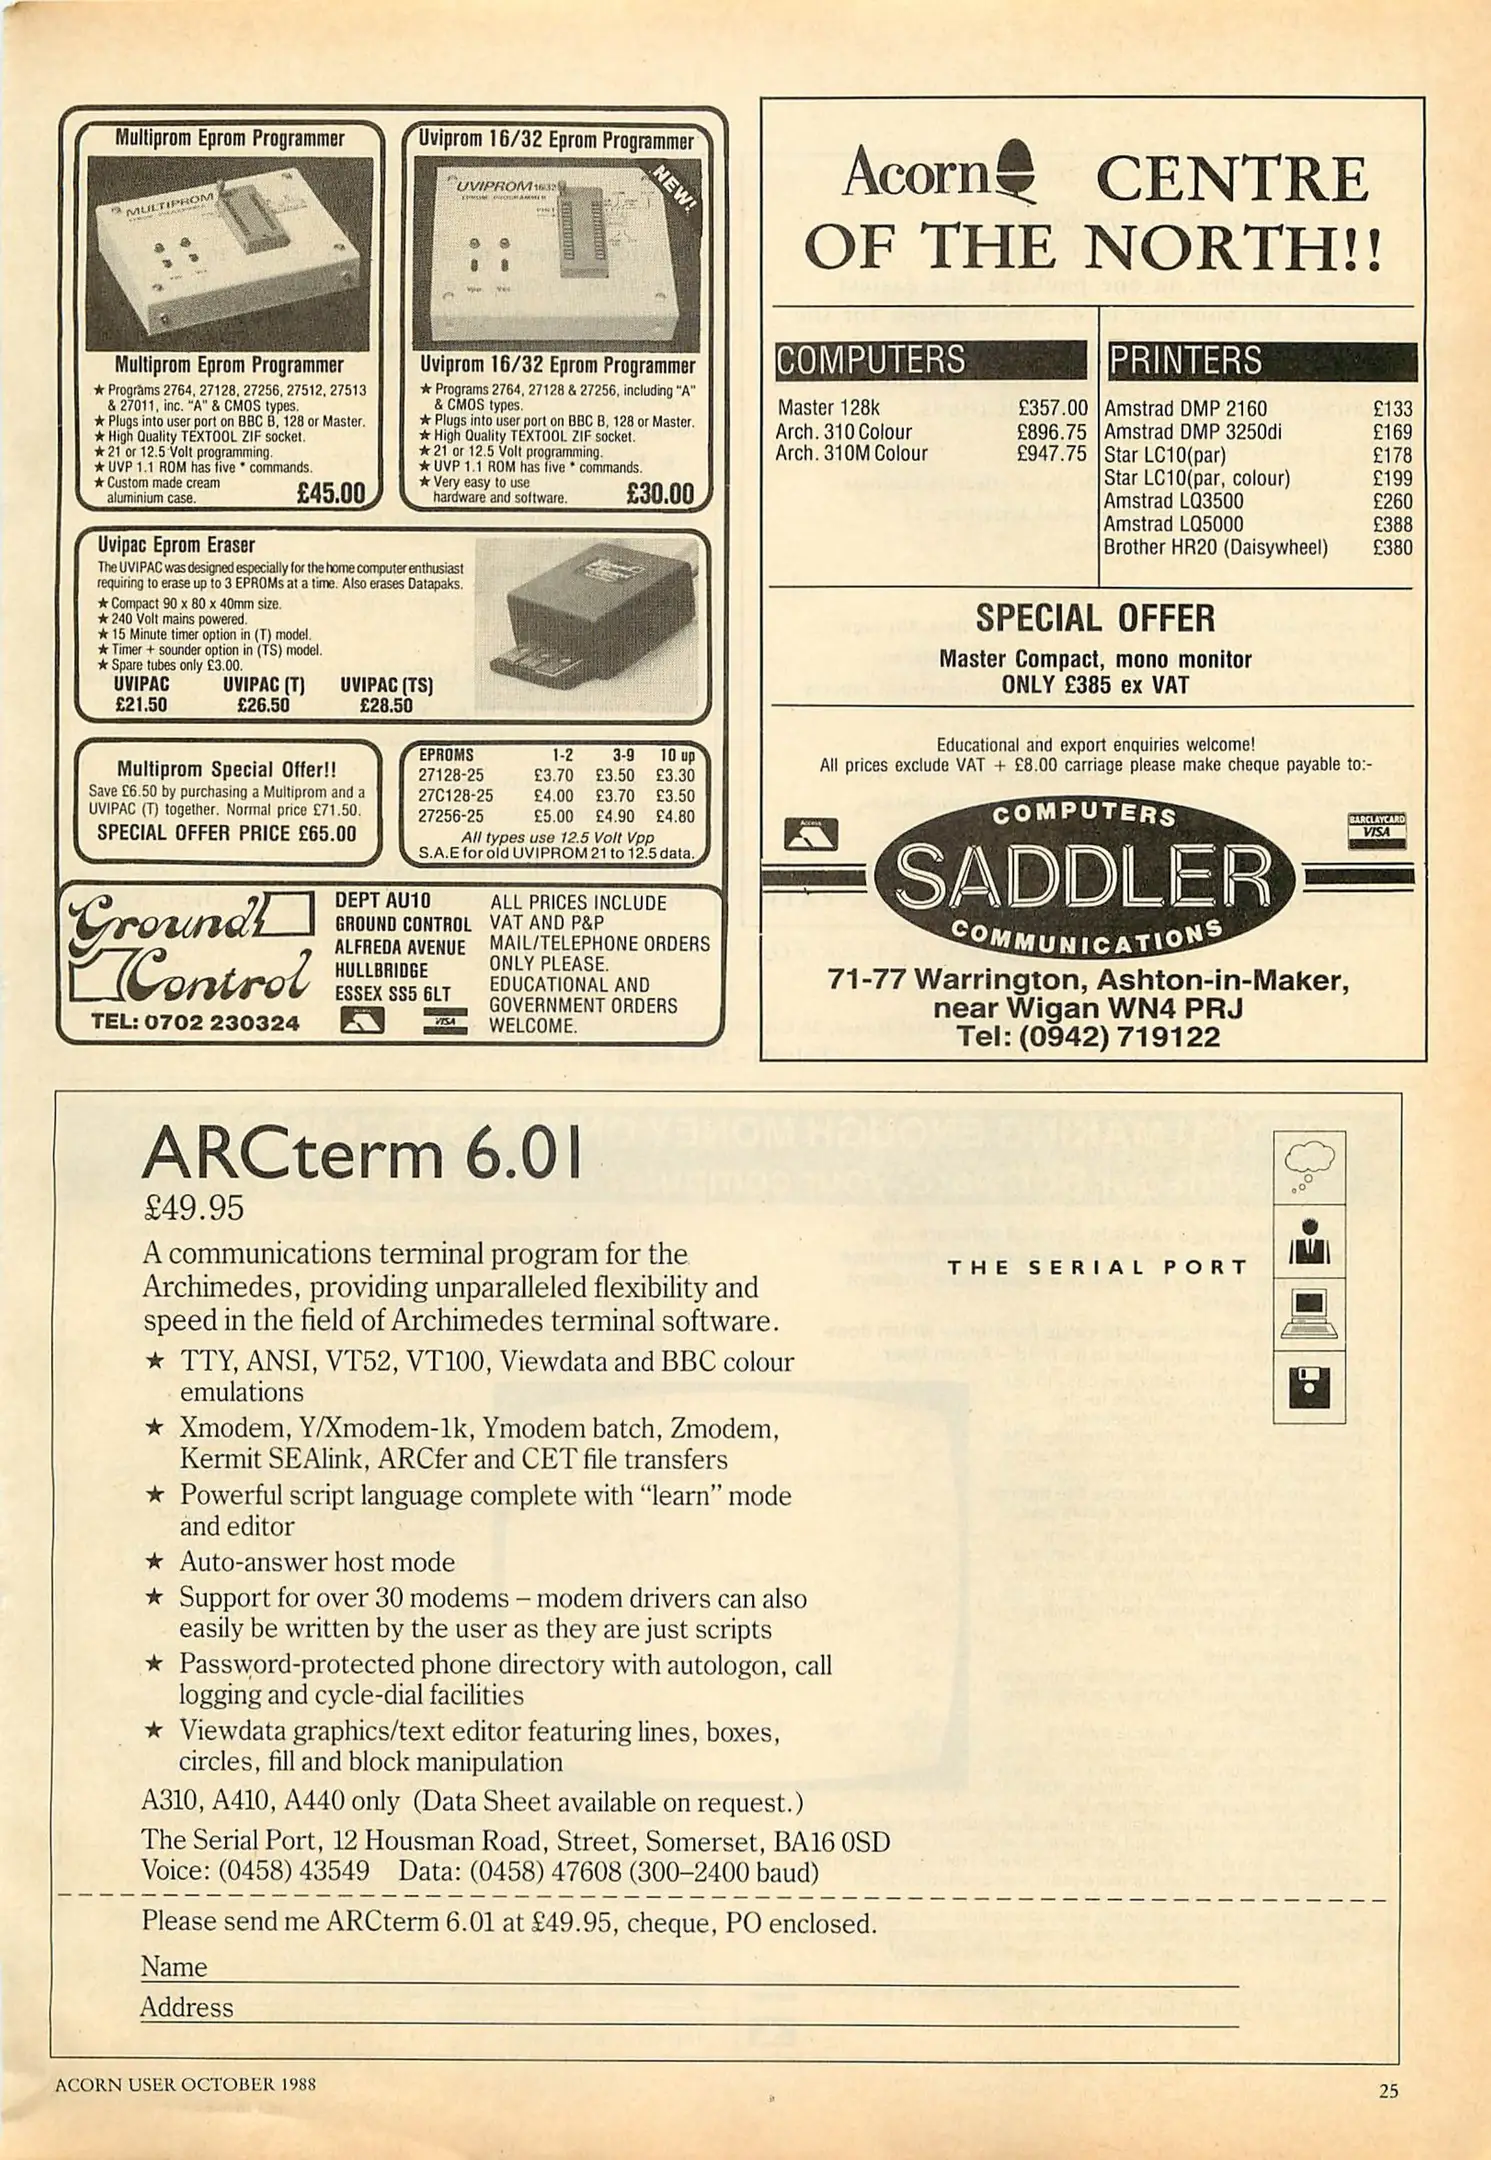 Multiprom Eprom Programmer
MULTIPROM
Multiprom Eprom Programmer
★ Programs 2764, 27128, 27256, 27512, 27513
& 27011, inc. "A" & CMOS types.
★ Plugs into user port on BBC B, 128 or Master.
★ High Quality TEXTOOL ZIF socket.
★ 21 or 12.5 Volt programming.
★ UVP 1.1 ROM has five * commands.
★ Custom made cream
aluminium case. £45.00
Uviprom 16/32 Eprom Programmer
UVIPROM 16/32
EPROM PROGRAMMER
NEW!
Vpp Vcc
Uviprom 16/32 Eprom Programmer
★ Programs 2764, 27128 & 27256, including "A"
& CMOS types.
★ Plugs into user port on BBC B, 128 or Master.
★ High Quality TEXTOOL ZIF socket.
★ 21 or 12.5 Volt programming.
★ UVP 1.1 ROM has five * commands.
★ Very easy to use
hardware and software. £30.00
Uvipac Eprom Eraser
The UVIPAC was designed especially for the home computer enthusiast
requiring to erase up to 3 EPROMs at a time. Also erases Datapaks.
★ Compact 90 x 80 x 40mm size.
★ 240 Volt mains powered.
★ 15 Minute timer option in (T) model.
★ Timer + sounder option in (TS) model.
★ Spare tubes only £3.00.
UVIPAC UVIPAC (T) UVIPAC (TS)
£21.50 £26.50 £28.50
Multiprom Special Offer!!
Save £6.50 by purchasing a Multiprom and a
UVIPAC (T) together. Normal price £71.50.
SPECIAL OFFER PRICE £65.00
EPROMS 1-2 3-9 10 up
27128-25 £3.70 £3.50 £3.30
27C128-25 £4.00 £3.70 £3.50
27256-25 £5.00 £4.90 £4.80
All types use 12.5 Volt Vpp
S.A.E for old UVIPROM 21 to 12.5 data.
Ground
Control
TEL: 0702 230324
DEPT AU10
GROUND CONTROL
ALFREDA AVENUE
HULLBRIDGE
ESSEX SS5 6LT
Access
VISA
ALL PRICES INCLUDE
VAT AND P&P
MAIL/TELEPHONE ORDERS
ONLY PLEASE.
EDUCATIONAL AND
GOVERNMENT ORDERS
WELCOME.
Acorn CENTRE
OF THE NORTH!!
COMPUTERS
Master 128k £357.00
Arch. 310 Colour £896.75
Arch. 310M Colour £947.75
PRINTERS
Amstrad DMP 2160 £133
Amstrad DMP 3250di £169
Star LC10(par) £178
Star LC10(par, colour) £199
Amstrad LQ3500 £260
Amstrad LQ5000 £388
Brother HR20 (Daisywheel) £380
SPECIAL OFFER
Master Compact, mono monitor
ONLY £385 ex VAT
Educational and export enquiries welcome!
All prices exclude VAT + £8.00 carriage please make cheque payable to:-
Access
COMPUTERS
SADDLER
COMMUNICATIONS
BARCLAYCARD
VISA
71-77 Warrington, Ashton-in-Maker,
near Wigan WN4 PRJ
Tel: (0942) 719122
ARCterm 6.01
£49.95
A communications terminal program for the
Archimedes, providing unparalleled flexibility and
speed in the field of Archimedes terminal software.
★ TTY, ANSI, VT52, VT100, Viewdata and BBC colour
emulations
★ Xmodem, Y/Xmodem-1k, Ymodem batch, Zmodem,
Kermit SEAlink, ARCfer and CET file transfers
★ Powerful script language complete with “learn” mode
and editor
★ Auto-answer host mode
★ Support for over 30 modems – modem drivers can also
easily be written by the user as they are just scripts
★ Password-protected phone directory with autologon, call
logging and cycle-dial facilities
★ Viewdata graphics/text editor featuring lines, boxes,
circles, fill and block manipulation
A310, A410, A440 only (Data Sheet available on request.)
The Serial Port, 12 Housman Road, Street, Somerset, BA16 0SD
Voice: (0458) 43549 Data: (0458) 47608 (300–2400 baud)
THE SERIAL PORT
Please send me ARCterm 6.01 at £49.95, cheque, PO enclosed.
Name
Address
ACORN USER OCTOBER 1988
25